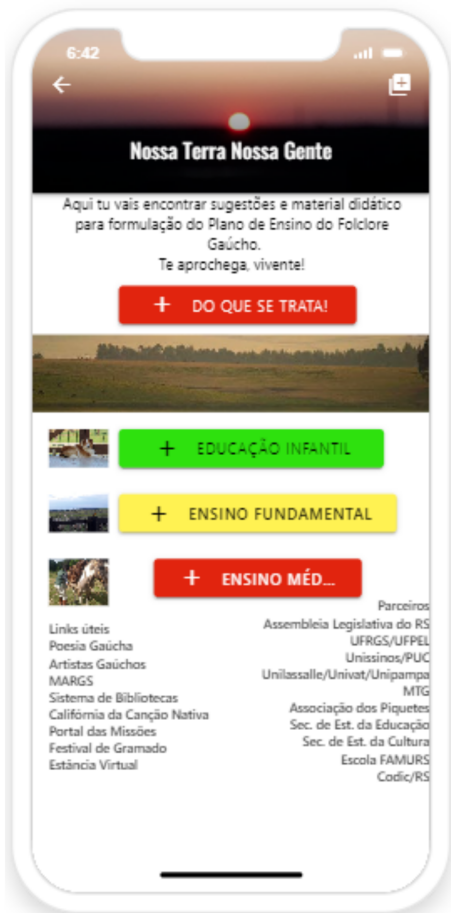 6:42
Nossa Terra Nossa Gente
Aqui tu vais encontrar sugestões e material didático
para formulação do Plano de Ensino do Folclore
Gaúcho.
Te aprochega, vivente!
+ DO QUE SE TRATA!
+ EDUCAÇÃO INFANTIL
+ ENSINO FUNDAMENTAL
+ ENSINO MÉD...
Links úteis
Poesia Gaúcha
Artistas Gaúchos
MARGS
Sistema de Bibliotecas
Califórnia da Canção Nativa
Portal das Missões
Festival de Gramado
Estância Virtual
Parceiros
Assembleia Legislativa do RS
UFRGS/UFPEL
Unissinos/PUC
Unilassalle/Univat/Unipampa
MTG
Associação dos Piquetes
Sec. de Est. da Educação
Sec. de Est. da Cultura
Escola FAMURS
Codic/RS